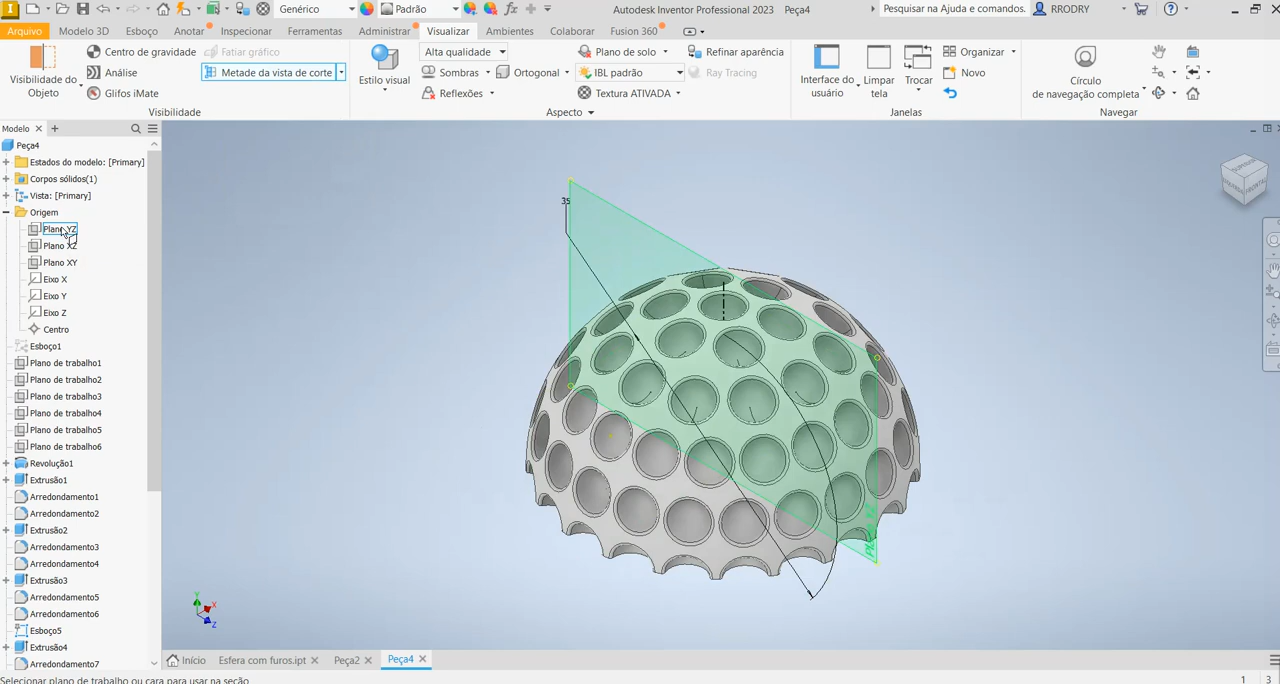 Genérico
Padrão
Autodesk Inventor Professional 2023 Peça4
Pesquisar na Ajuda e comandos.
RRODRY
Arquivo Modelo 3D Esboço Anotar Inspecionar Ferramentas Administrar Visualizar Ambientes Colaborar Fusion 360
Visibilidade do
Objeto
Centro de gravidade
Análise
Glifos iMate
Fatiar gráfico
Metade da vista de corte
Visibilidade
Estilo visual
Alta qualidade
Sombras
Reflexões
Ortogonal
Plano de solo
IBL padrão
Textura ATIVADA
Refinar aparência
Ray Tracing
Aspecto
Interface do
usuário
Limpar
tela
Trocar
Organizar
Novo
Janelas
Círculo
de navegação completa
Navegar
Modelo
Peça4
Estados do modelo: [Primary]
Corpos sólidos(1)
Vista: [Primary]
Origem
Plano YZ
Plano XZ
Plano XY
Eixo X
Eixo Y
Eixo Z
Centro
Esboço1
Plano de trabalho1
Plano de trabalho2
Plano de trabalho3
Plano de trabalho4
Plano de trabalho5
Plano de trabalho6
Revolução1
Extrusão1
Arredondamento1
Arredondamento2
Extrusão2
Arredondamento3
Arredondamento4
Extrusão3
Arredondamento5
Arredondamento6
Esboço5
Extrusão4
Arredondamento7
35
Plano YZ
Y
X
Z
Início Esfera com furos.ipt Peça2 Peça4
Selecionar plano de trabalho ou cara para usar na seção
1 3